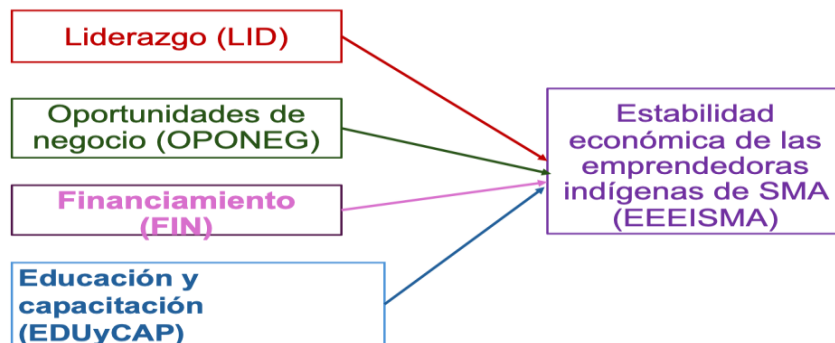 Liderazgo (LID)
Oportunidades de
negocio (OPONEG)
Financiamiento
(FIN)
Educación y
capacitación
(EDUyCAP)
Estabilidad
económica de las
emprendedoras
indígenas de SMA
(EEEISMA)